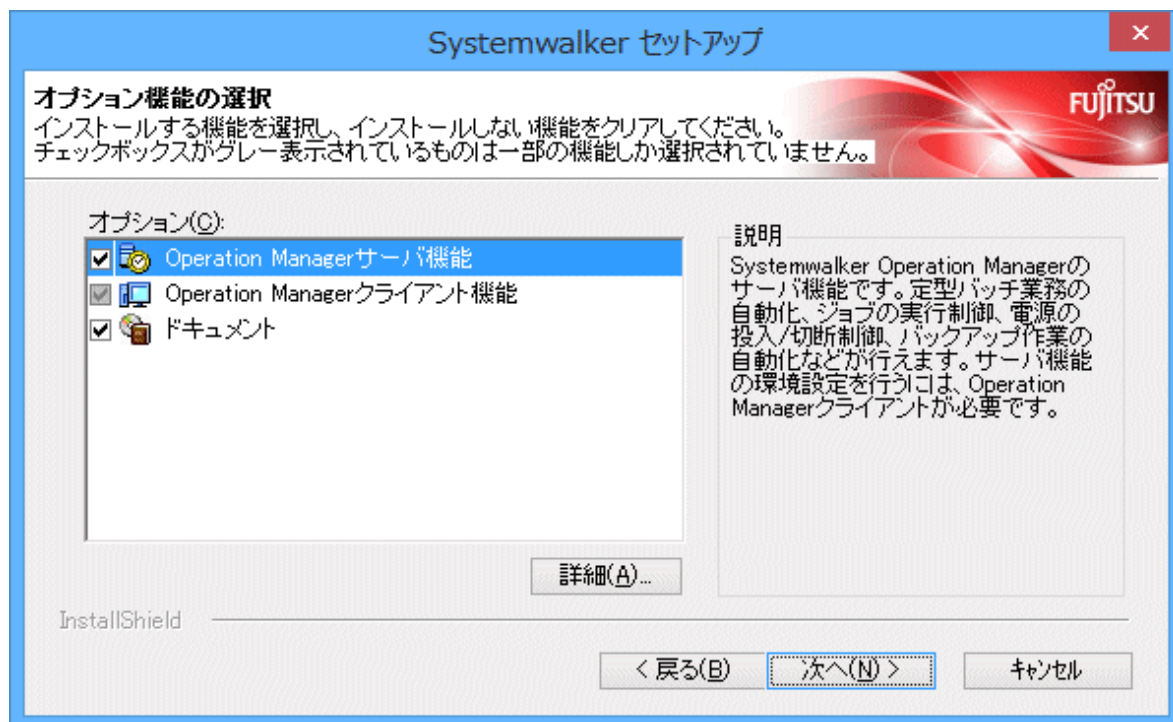 Systemwalker セットアップ
オプション機能の選択
FUJITSU
インストールする機能を選択し、インストールしない機能をクリアしてください。
チェックボックスがグレー表示されているものは一部の機能しか選択されていません。
オプション(C):
Operation Managerサーバ機能
Operation Managerクライアント機能
ドキュメント
詳細(A)...
説明
Systemwalker Operation Managerの
サーバ機能です。定型バッチ業務の
自動化、ジョブの実行制御、電源の
投入/切断制御、バックアップ作業の
自動化などが行えます。サーバ機能
の環境設定を行うには、Operation
Managerクライアントが必要です。
InstallShield
< 戻る(B)
次へ(N) >
キャンセル